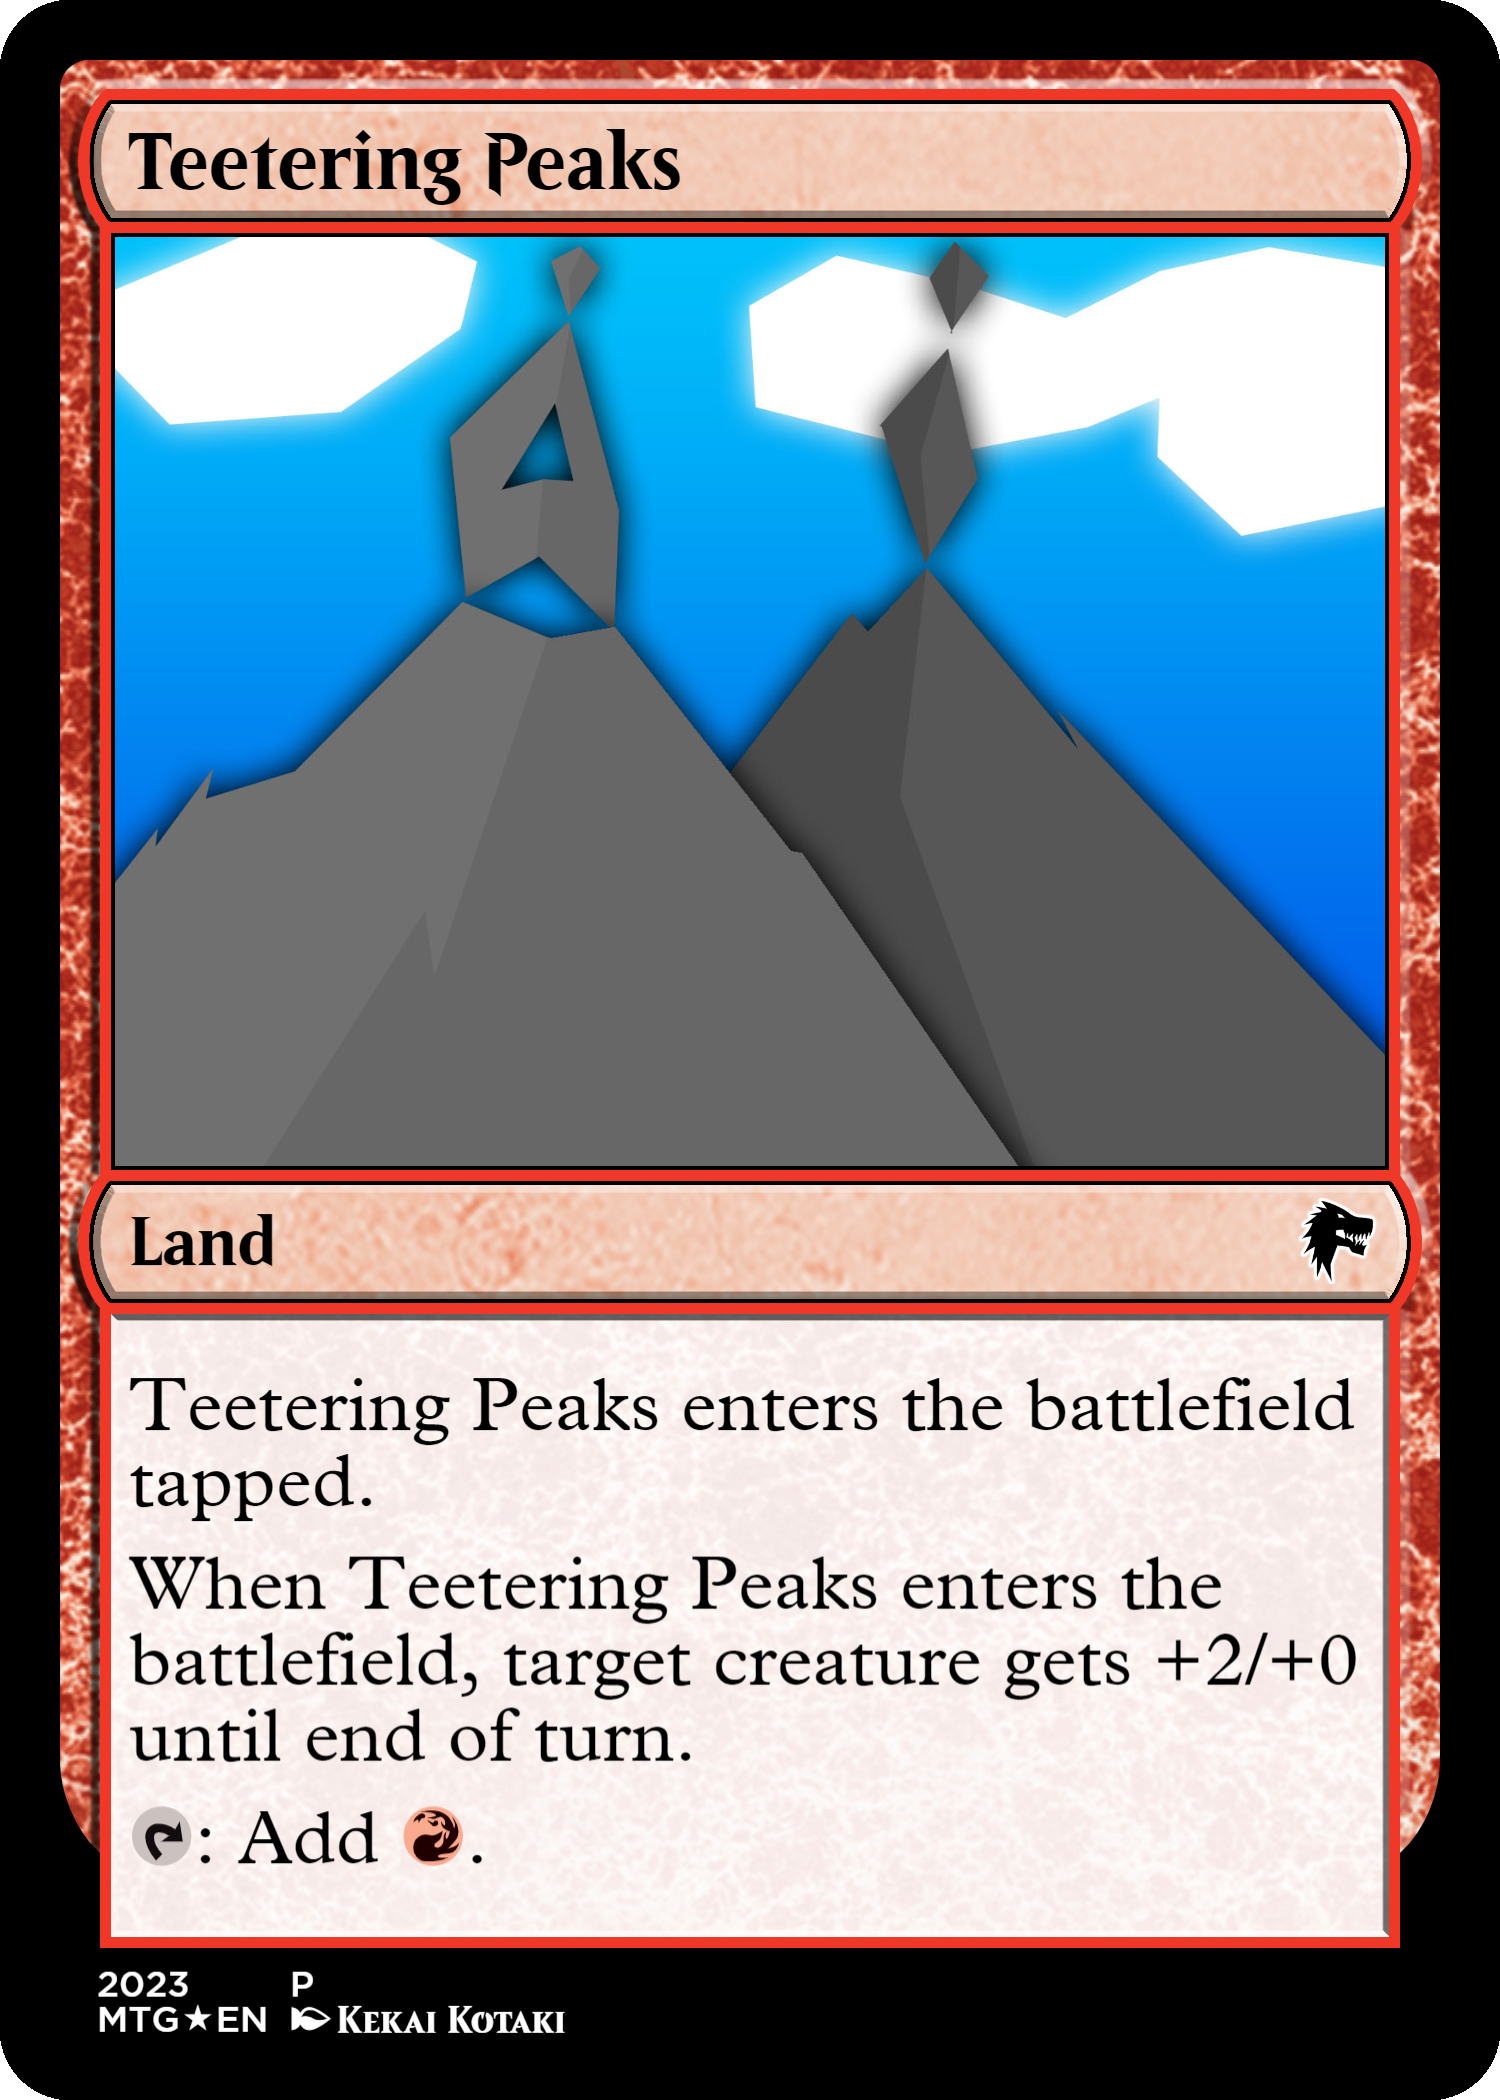 Teetering Peaks
Land
Teetering Peaks enters the battlefield
tapped.
When Teetering Peaks enters the
battlefield, target creature gets +2/+0
until end of turn.
: Add .
2023 P
MTG★EN KEKAI KOTAKI